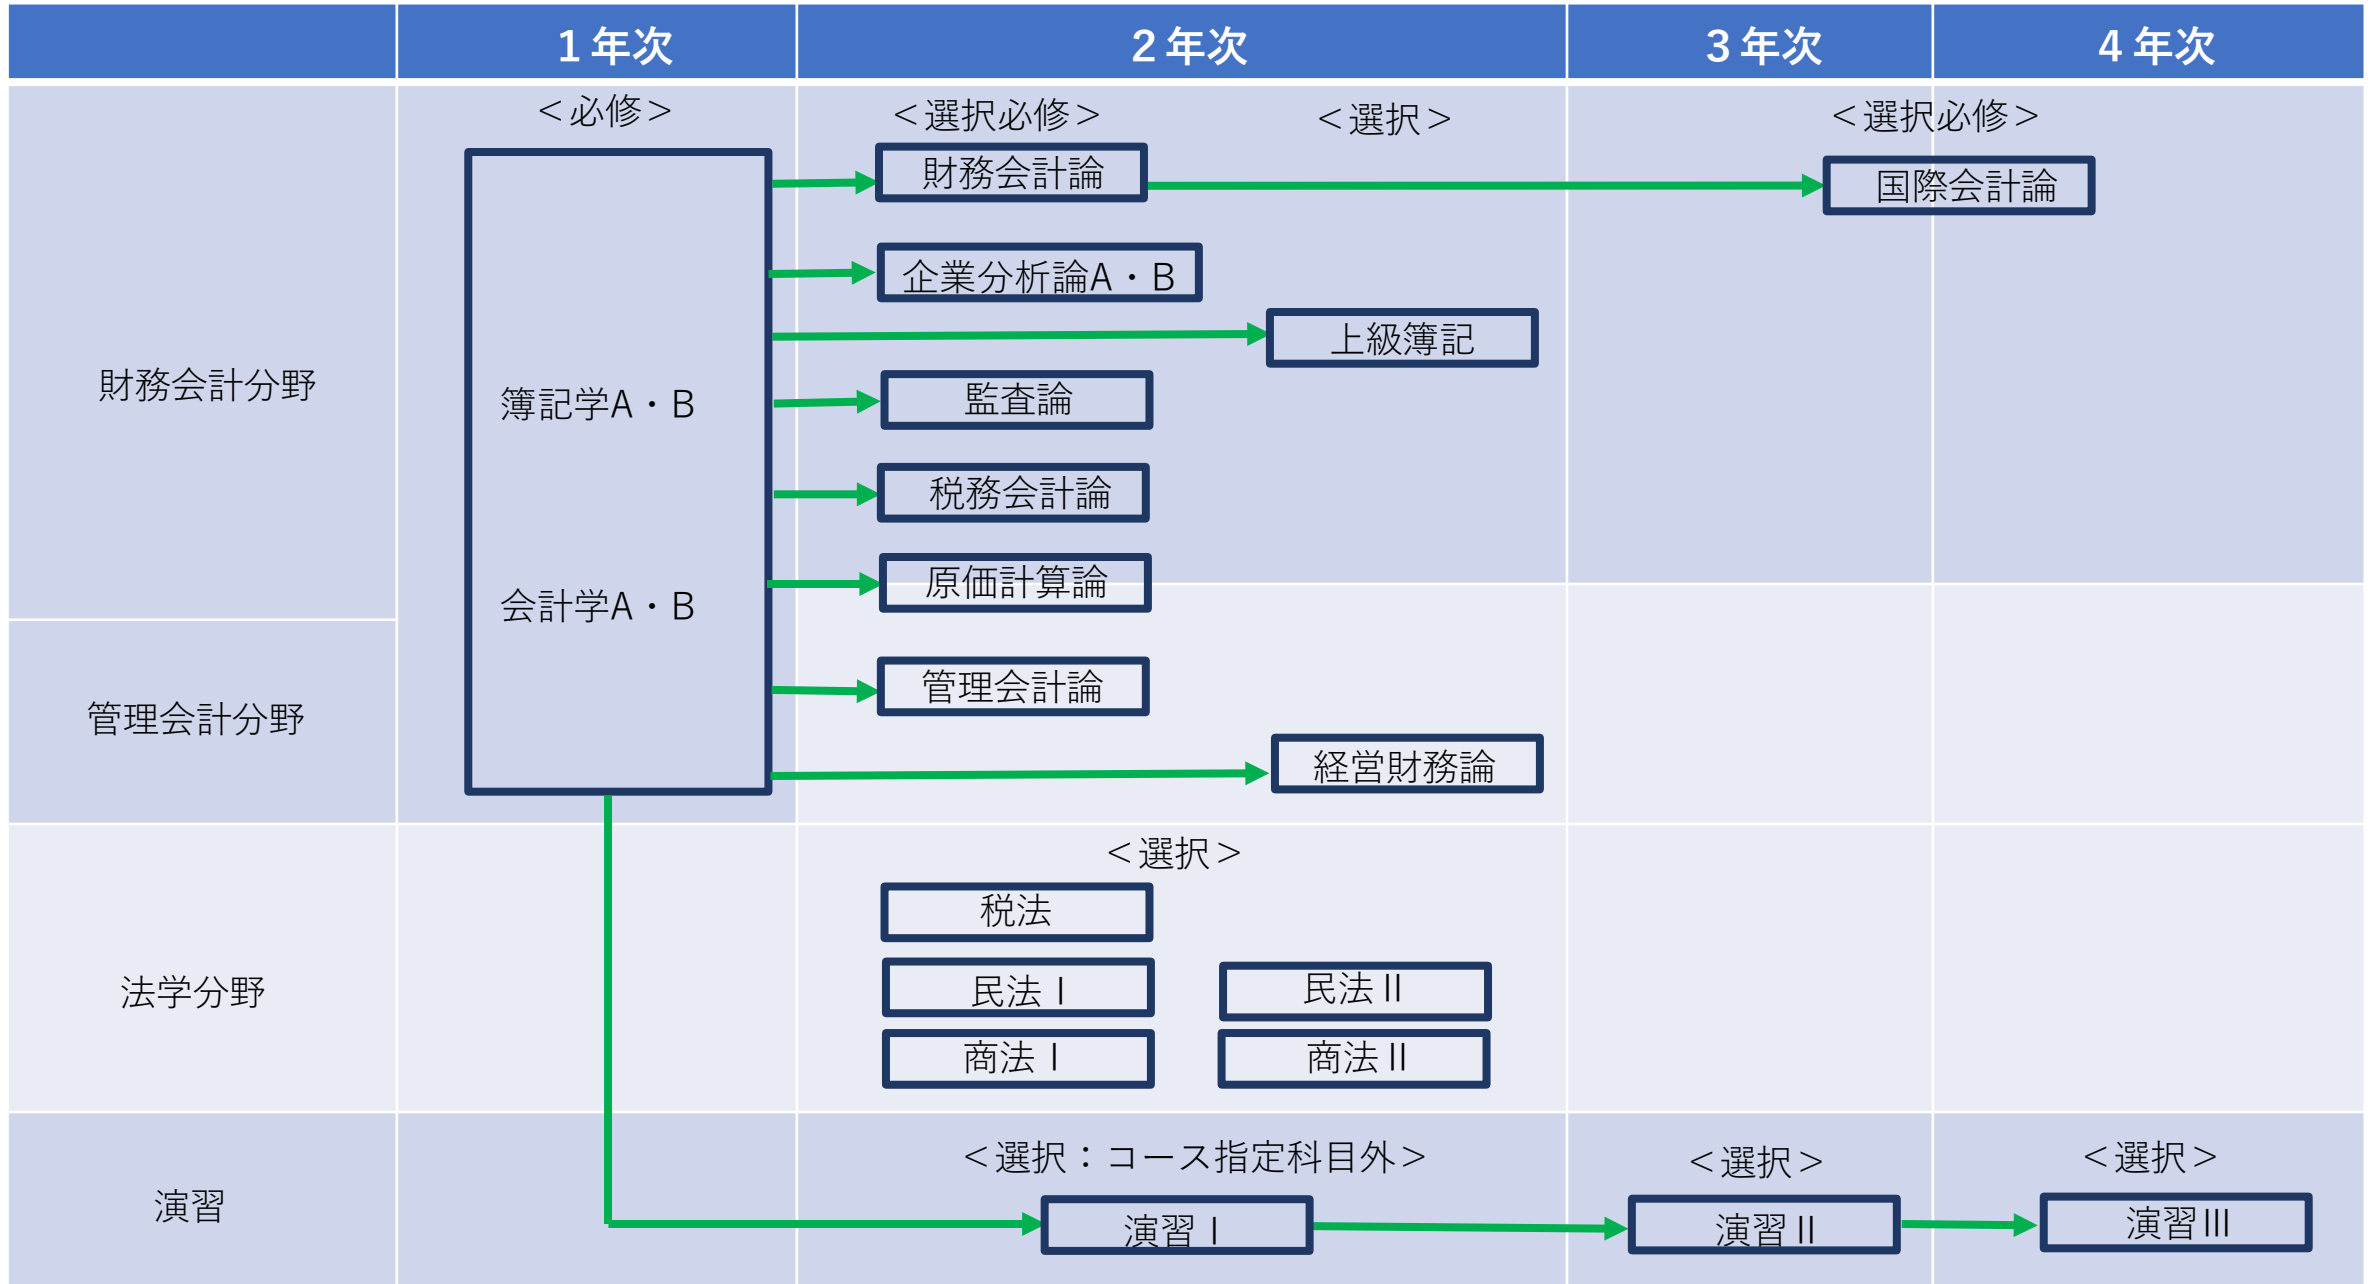 1年次
2年次
3年次
4年次
<必修>
<選択必修>
<選択>
<選択必修>
財務会計分野
管理会計分野
簿記学A・B
会計学A・B
財務会計論
国際会計論
企業分析論A・B
上級簿記
監査論
税務会計論
原価計算論
管理会計論
経営財務論
法学分野
<選択>
税法
民法Ⅰ
民法Ⅱ
商法Ⅰ
商法Ⅱ
演習
<選択：コース指定科目外>
<選択>
<選択>
演習Ⅰ
演習Ⅱ
演習Ⅲ